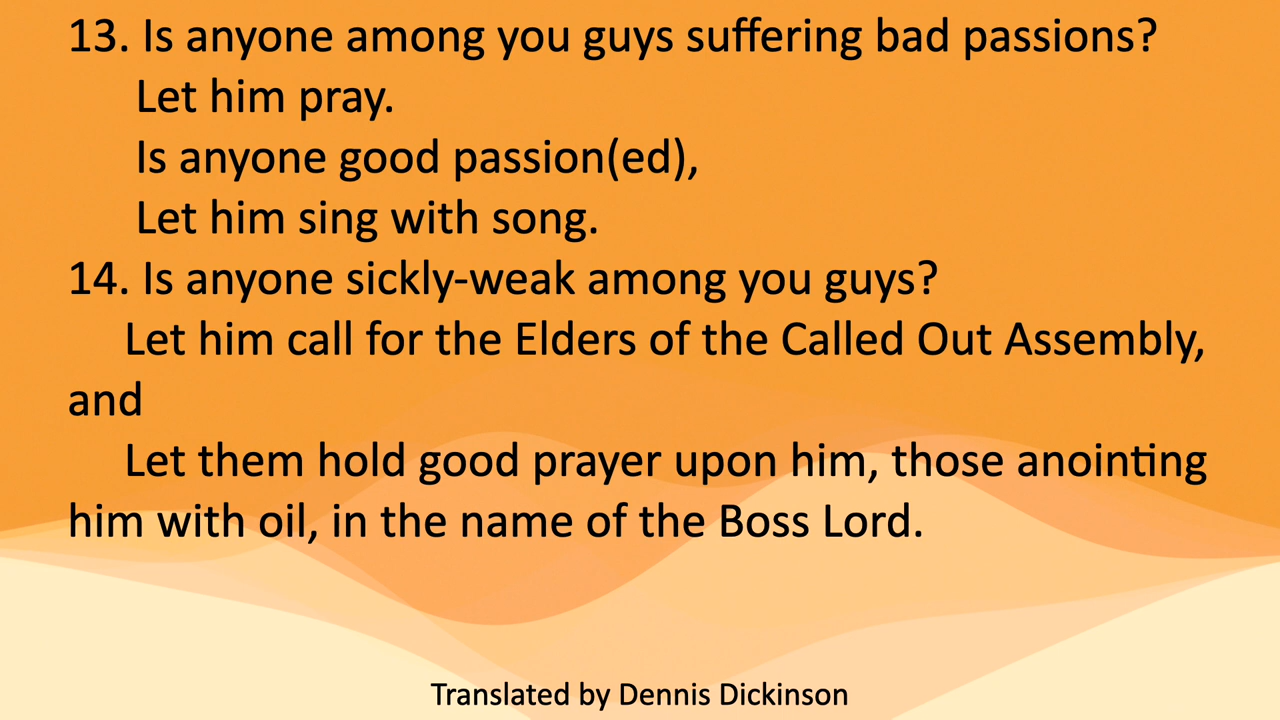 13. Is anyone among you guys suffering bad passions?
Let him pray.
Is anyone good passion(ed),
Let him sing with song.
14. Is anyone sickly-weak among you guys?
Let him call for the Elders of the Called Out Assembly,
and
Let them hold good prayer upon him, those anointing
him with oil, in the name of the Boss Lord.
Translated by Dennis Dickinson